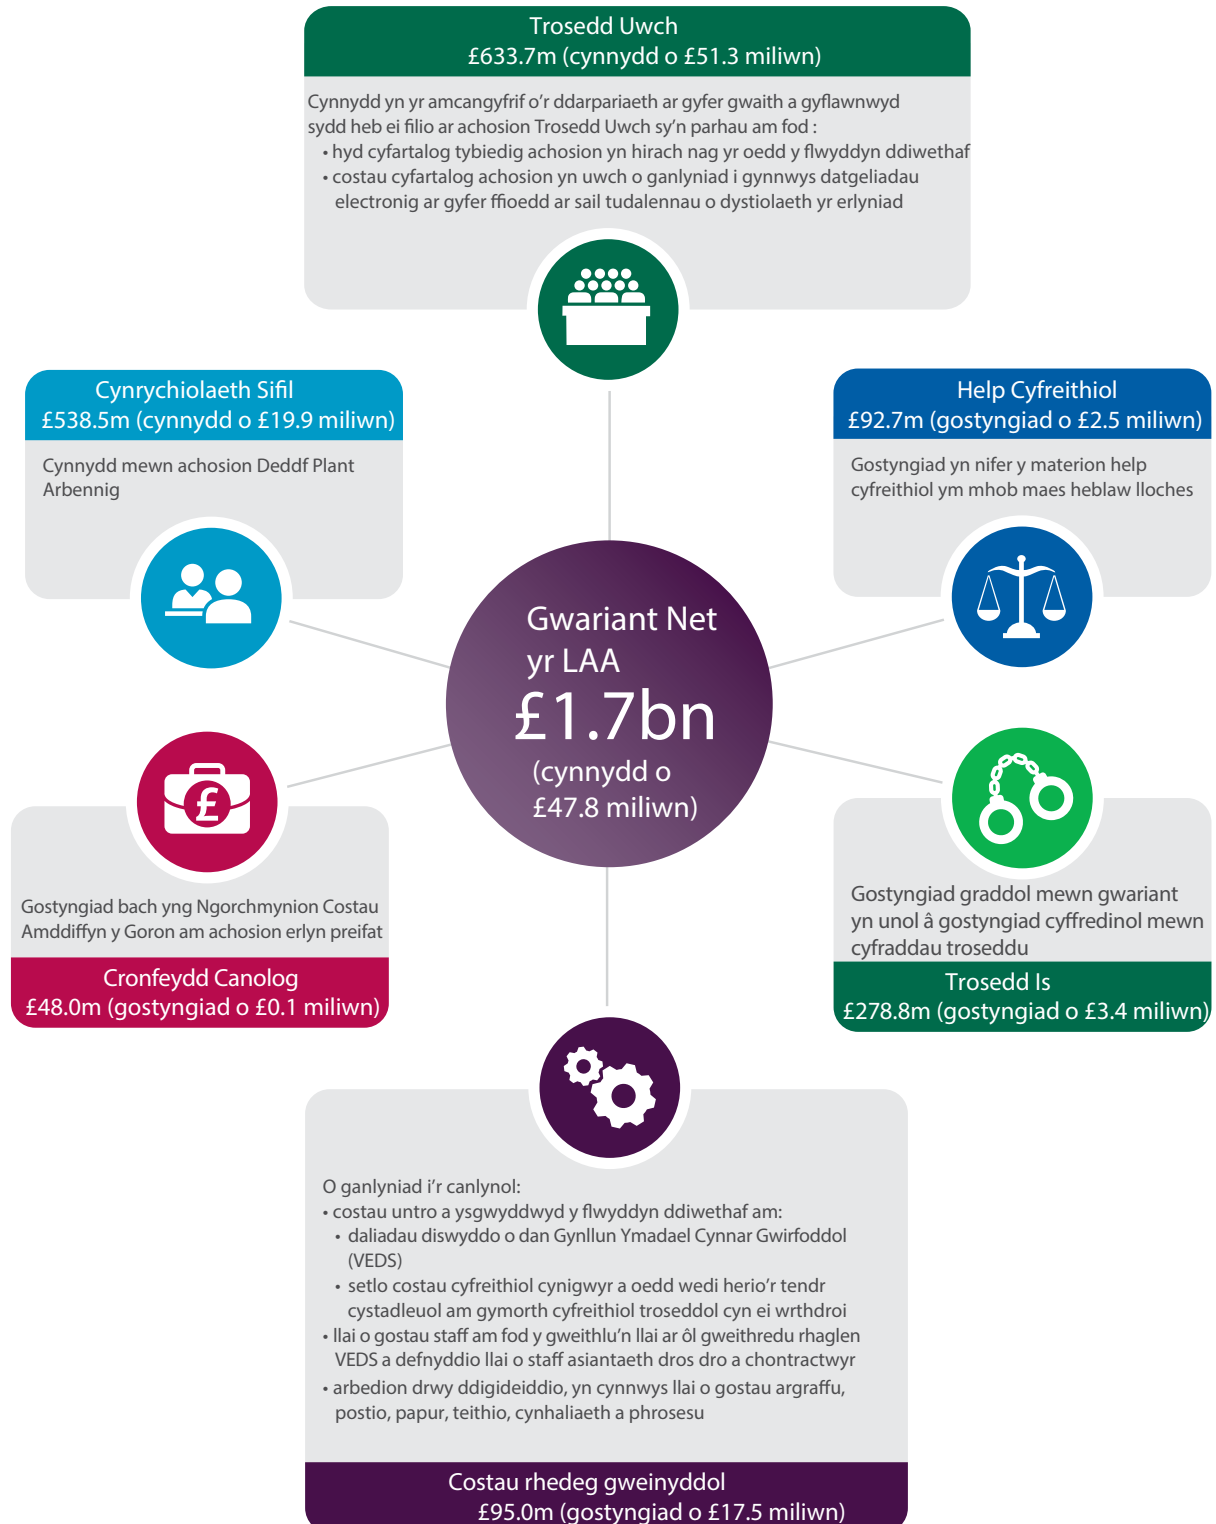 Trosedd Uwch
£633.7m (cynnydd o £51.3 miliwn)
Cynnydd yn yr amcangyfrif o'r ddarpariaeth ar gyfer gwaith a gyflawnwyd
sydd heb ei filio ar achosion Trosedd Uwch sy'n parhau am fod :
• hyd cyfartalog tybiedig achosion yn hirach nag yr oedd y flwyddyn ddiwethaf
• costau cyfartalog achosion yn uwch o ganlyniad i gynnwys datgeliadau
electronig ar gyfer ffioedd ar sail tudalennau o dystiolaeth yr erlyniad
Cynrychiolaeth Sifil
£538.5m (cynnydd o £19.9 miliwn)
Cynnydd mewn achosion Deddf Plant
Arbennig
Help Cyfreithiol
£92.7m (gostyngiad o £2.5 miliwn)
Gostyngiad yn nifer y materion help
cyfreithiol ym mhob maes heblaw lloches
Gwariant Net
yr LAA
£1.7bn
(cynnydd o
£47.8 miliwn)
£
Gostyngiad bach yng Ngorchmynion Costau
Amddiffyn y Goron am achosion erlyn preifat
Cronfeydd Canolog
£48.0m (gostyngiad o £0.1 miliwn)
Gostyngiad graddol mewn gwariant
yn unol â gostyngiad cyffredinol mewn
cyfraddau troseddu
Trosedd Is
£278.8m (gostyngiad o £3.4 miliwn)
O ganlyniad i'r canlynol:
• costau untro a ysgwyddwyd y flwyddyn ddiwethaf am:
• daliadau diswyddo o dan Gynllun Ymadael Cynnar Gwirfoddol
(VEDS)
• setlo costau cyfreithiol cynigwyr a oedd wedi herio'r tendr
cystadleuol am gymorth cyfreithiol troseddol cyn ei wrthdroi
• llai o gostau staff am fod y gweithlu'n llai ar ôl gweithredu rhaglen
VEDS a defnyddio llai o staff asiantaeth dros dro a chontractwyr
• arbedion drwy ddigideiddio, yn cynnwys llai o gostau argraffu,
postio, papur, teithio, cynhaliaeth a phrosesu
Costau rhedeg gweinyddol
£95.0m (gostyngiad o £17.5 miliwn)